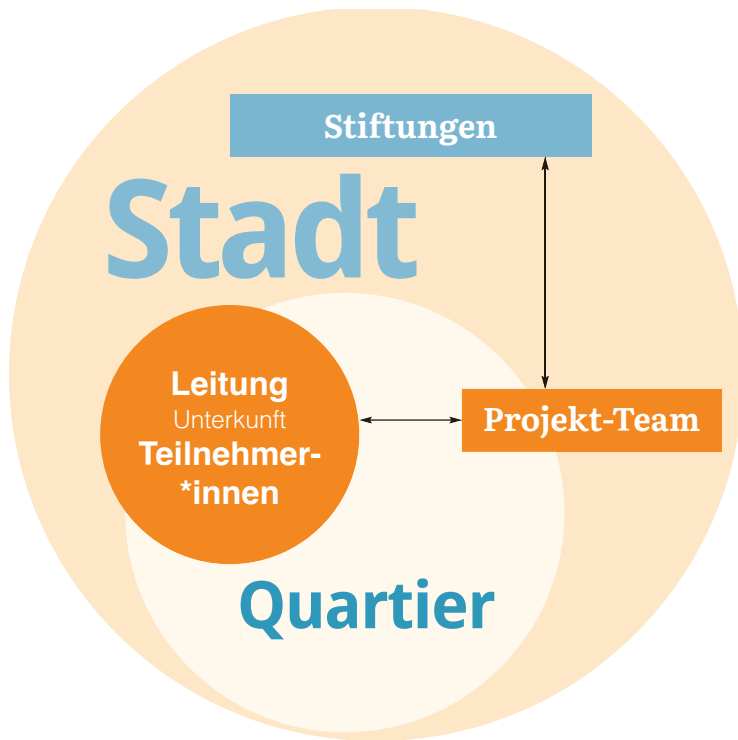 Stiftungen
Stadt
Leitung
Unterkunft
Teilnehmer-
*innen
Projekt-Team
Quartier